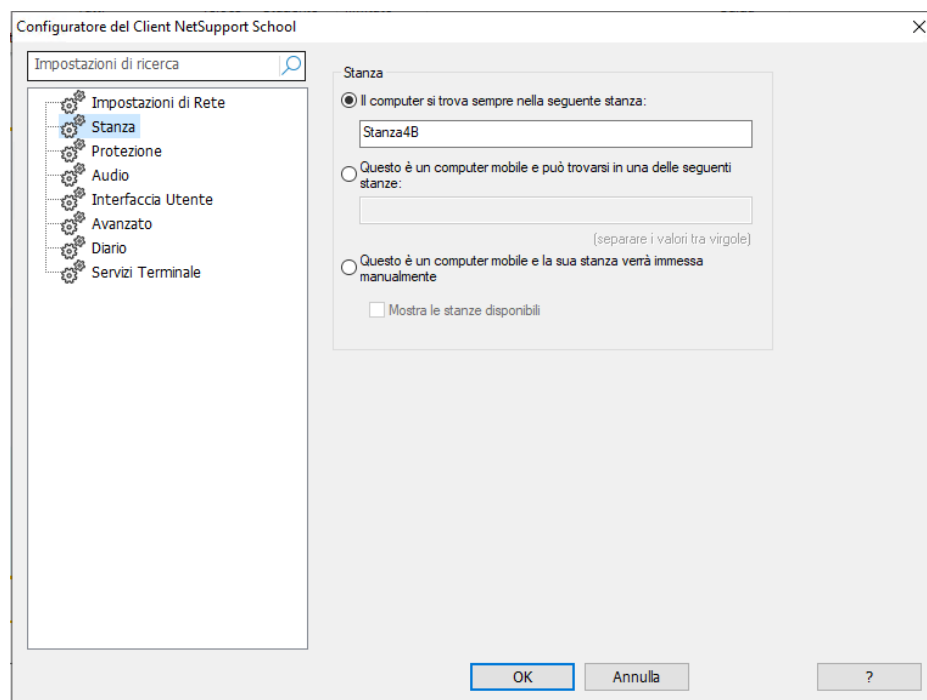 Configuratore del Client NetSupport School
Impostazioni di ricerca
Impostazioni di Rete
Stanza
Protezione
Audio
Interfaccia Utente
Avanzato
Diario
Servizi Terminale
Stanza
Il computer si trova sempre nella seguente stanza:
Stanza4B
Questo è un computer mobile e può trovarsi in una delle seguenti
stanze:
(separare i valori tra virgole)
Questo è un computer mobile e la sua stanza verrà immessa
manualmente
Mostra le stanze disponibili
OK
Annulla
?